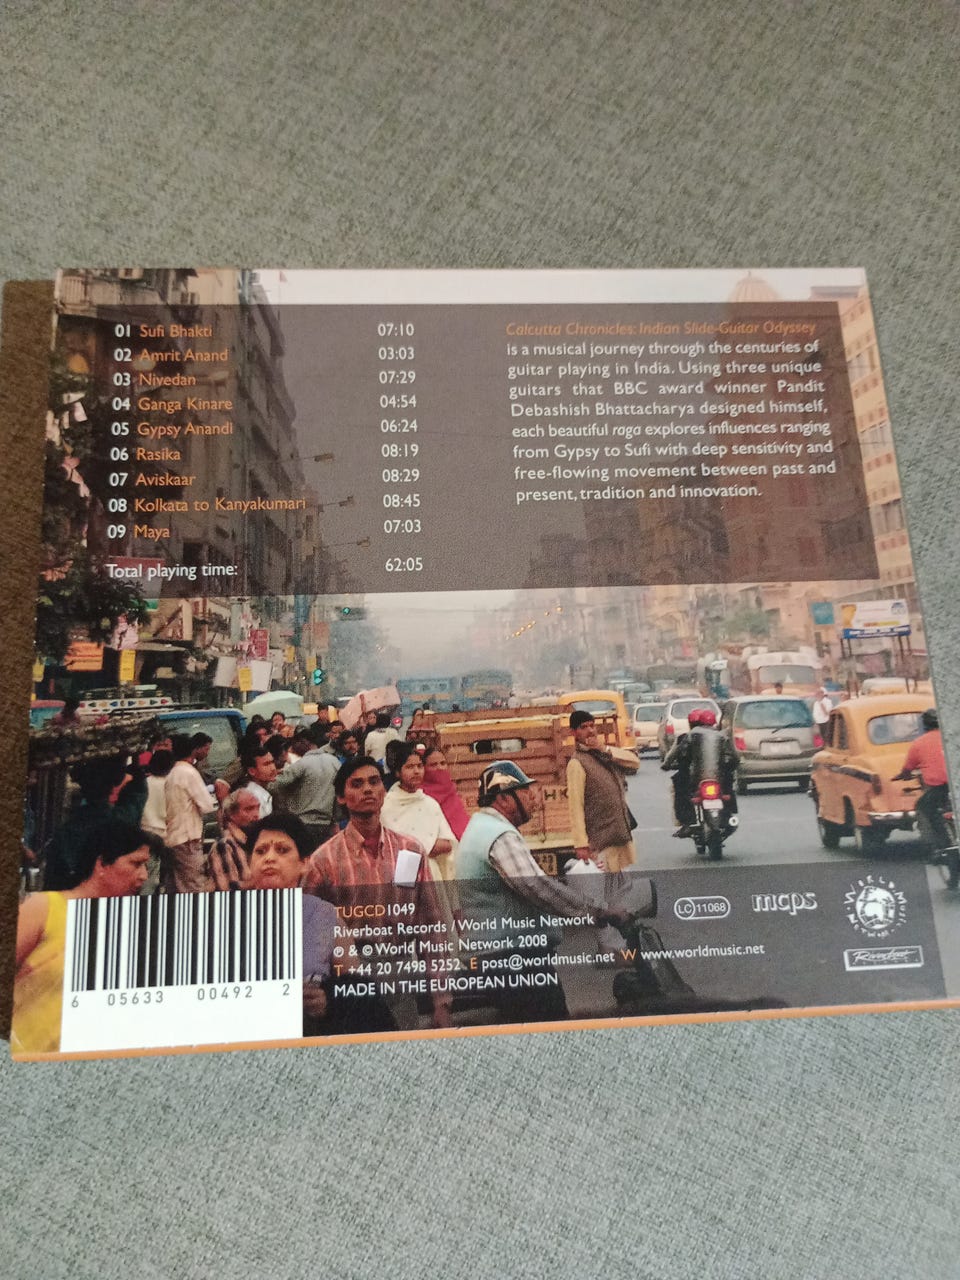 01 Sufi Bhakti 07:10
02 Amrit Anand 03:03
03 Nivedan 07:29
04 Ganga Kinare 04:54
05 Gypsy Anandi 06:24
06 Rasika 08:19
07 Aviskaar 08:29
08 Kolkata to Kanyakumari 08:45
09 Maya 07:03
Total playing time: 62:05
Calcutta Chronicles: Indian Slide-Guitar Odyssey
is a musical journey through the centuries of
guitar playing in India. Using three unique
guitars that BBC award winner Pandit
Debashish Bhattacharya designed himself,
each beautiful raga explores influences ranging
from Gypsy to Sufi with deep sensitivity and
free-flowing movement between past and
present, tradition and innovation.
6 05633 00492 2
TUGCD1049
Riverboat Records / World Music Network
℗ & © World Music Network 2008
T +44 20 7498 5252 E post@worldmusic.net W www.worldmusic.net
MADE IN THE EUROPEAN UNION
LC 11068
mcps
WORLD MUSIC NETWORK
Riverboat